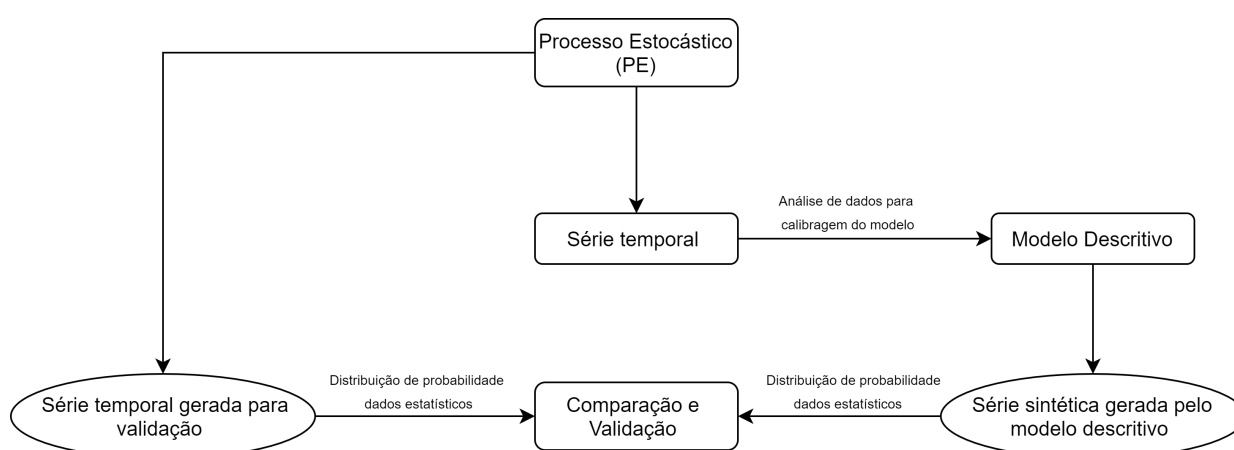 Processo Estocástico
(PE)
Análise de dados para
calibragem do modelo
Série temporal
Modelo Descritivo
Distribuição de probabilidade
dados estatísticos
Distribuição de probabilidade
dados estatísticos
Série temporal gerada para
validação
Comparação e
Validação
Série sintética gerada pelo
modelo descritivo